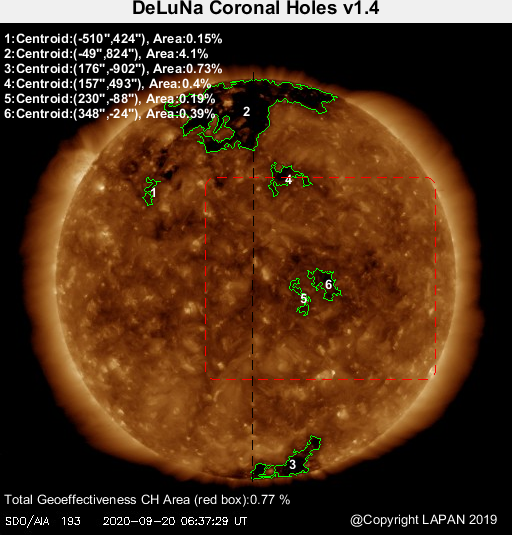 DeLuNa Coronal Holes v1.4
1:Centroid:(-510",424"), Area:0.15%
2:Centroid:(-49",824"), Area:4.1%
3:Centroid:(176",-902"), Area:0.73%
4:Centroid:(157",493"), Area:0.4%
5:Centroid:(230",-88"), Area:0.19%
6:Centroid:(348",-24"), Area:0.39%
2
4
1
6
5
3
Total Geoeffectiveness CH Area (red box):0.77 %
SDO/AIA 193 2020-09-20 06:37:29 UT
@Copyright LAPAN 2019